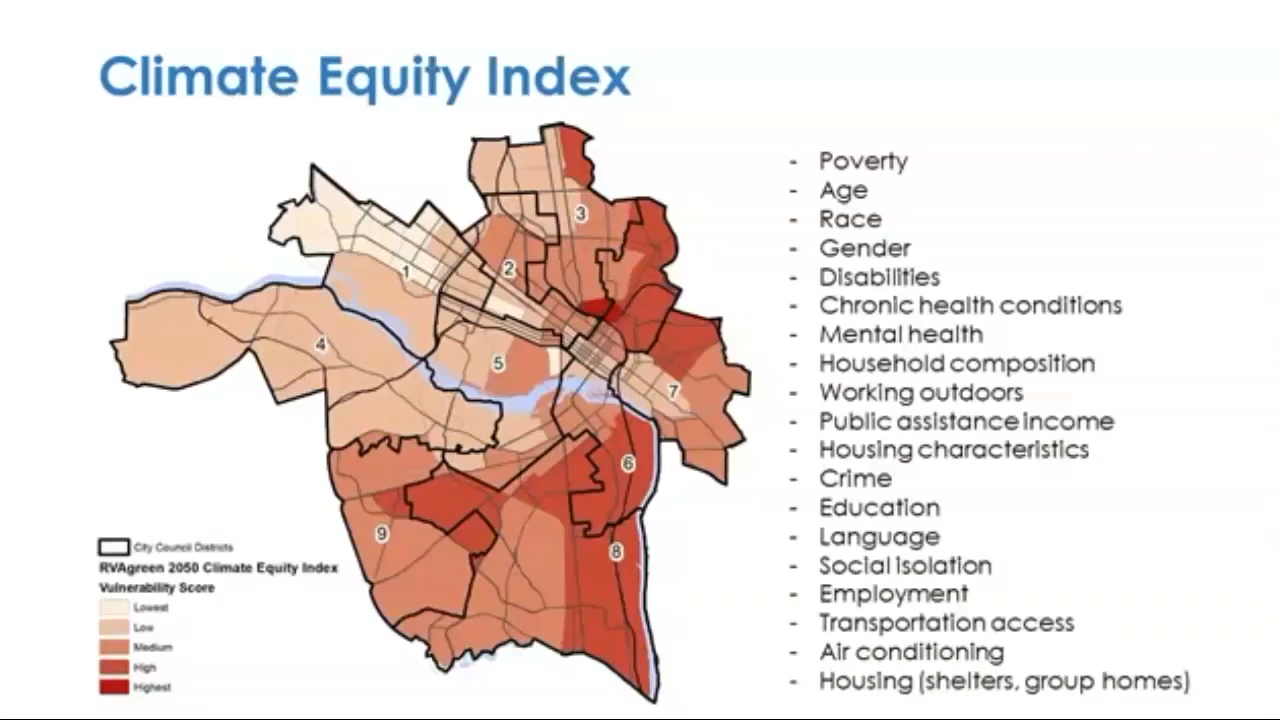 Climate Equity Index
3
1
2
4
5
7
6
9
8
City Council Districts
RVAgreen 2050 Climate Equity Index
Vulnerability Score
Lowest
Low
Medium
High
Highest
- Poverty
- Age
- Race
- Gender
- Disabilities
- Chronic health conditions
- Mental health
- Household composition
- Working outdoors
- Public assistance income
- Housing characteristics
- Crime
- Education
- Language
- Social isolation
- Employment
- Transportation access
- Air conditioning
- Housing (shelters, group homes)